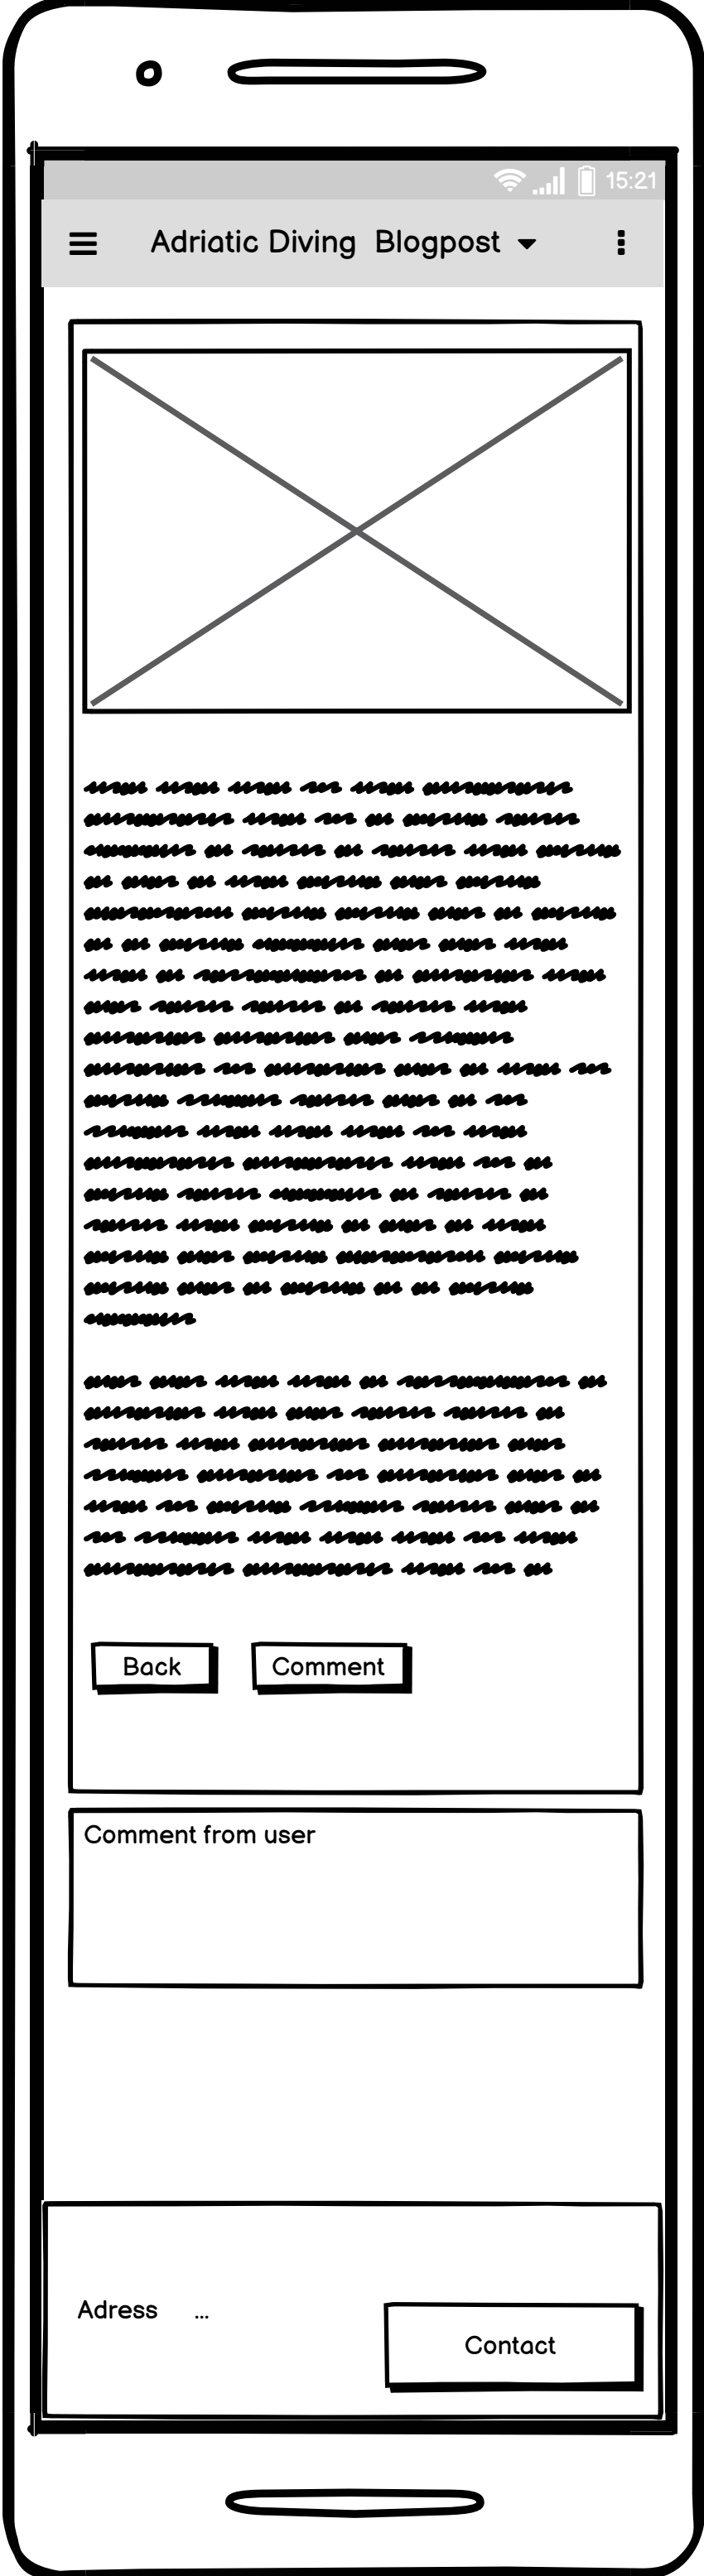 15:21
Adriatic Diving Blogpost
Back Comment
Comment from user
Adress ...
Contact